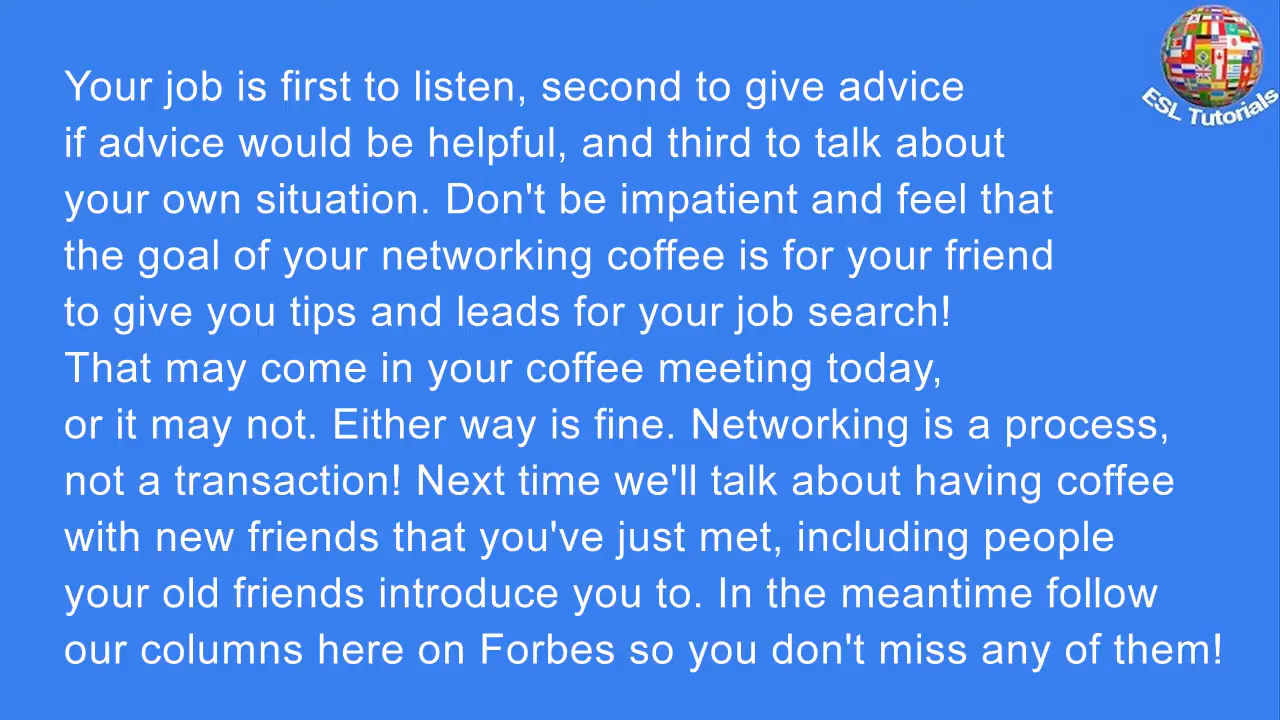 Your job is first to listen, second to give advice
if advice would be helpful, and third to talk about
your own situation. Don't be impatient and feel that
the goal of your networking coffee is for your friend
to give you tips and leads for your job search!
That may come in your coffee meeting today,
or it may not. Either way is fine. Networking is a process,
not a transaction! Next time we'll talk about having coffee
with new friends that you've just met, including people
your old friends introduce you to. In the meantime follow
our columns here on Forbes so you don't miss any of them!
ESL Tutorials